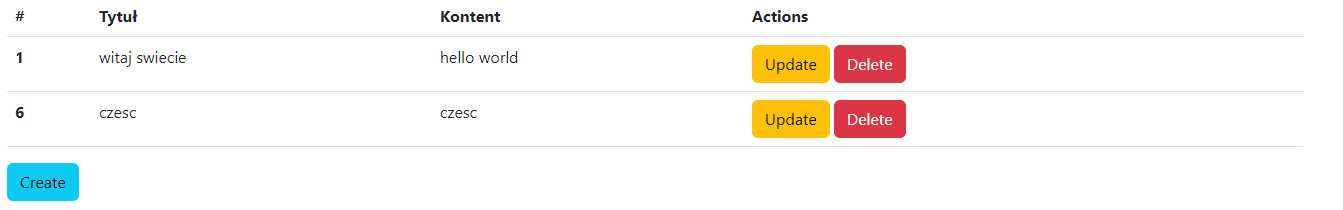 # Tytuł Kontent Actions
1 witaj swiecie hello world Update Delete
6 czesc czesc Update Delete
Create